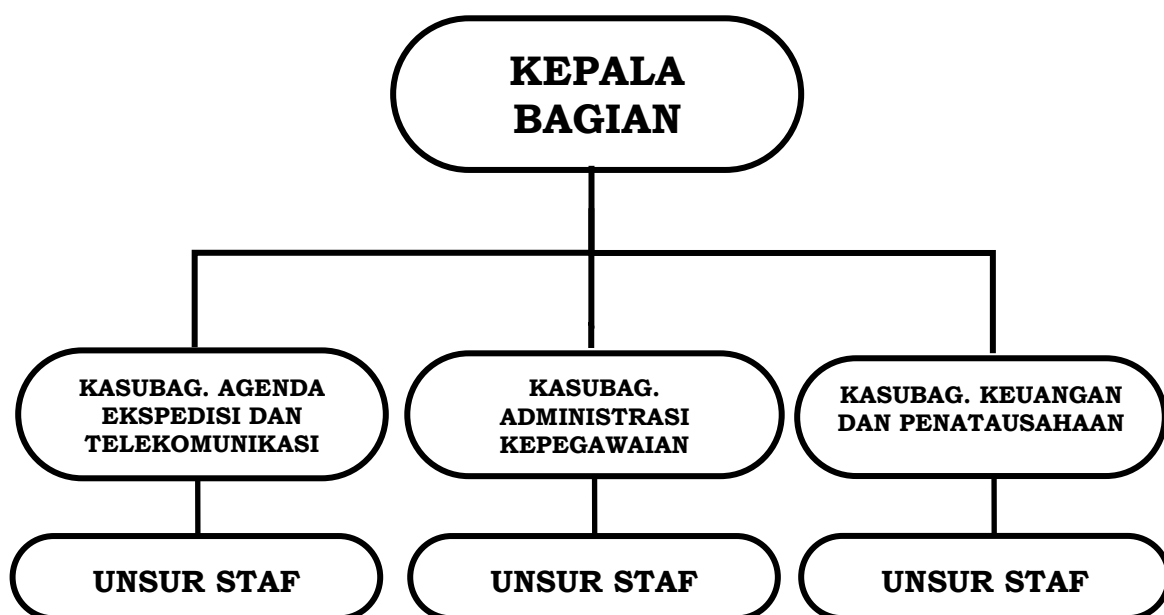 KEPALA
BAGIAN
KASUBAG. AGENDA
EKSPEDISI DAN
TELEKOMUNIKASI
KASUBAG.
ADMINISTRASI
KEPEGAWAIAN
KASUBAG. KEUANGAN
DAN PENATAUSAHAAN
UNSUR STAF
UNSUR STAF
UNSUR STAF